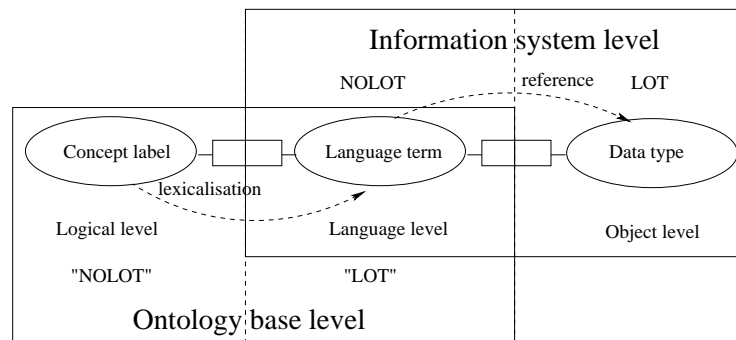 Information system level
NOLOT
reference
LOT
Concept label
Language term
Data type
lexicalisation
Logical level
Language level
Object level
"NOLOT"
"LOT"
Ontology base level